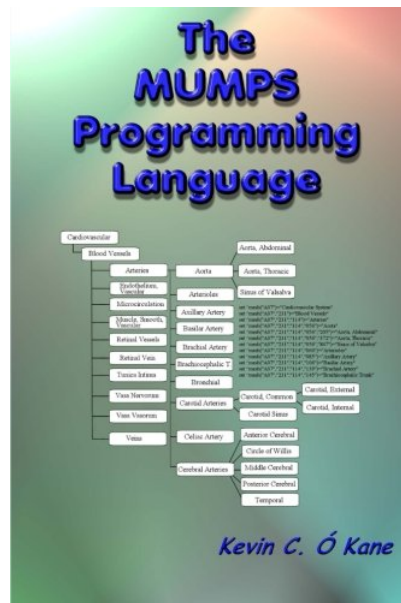 The
MUMPS
Programming
Language
Cardiovascular
Blood Vessels
Aorta, Abdominal
Arteries
Aorta
Aorta, Thoracic
Sinus of Valsalva
Endothelium,
Vascular
Arterioles
Microcirculation
Axillary Artery
Muscle, Smooth,
Vascular
Basilar Artery
Retinal Vessels
Brachial Artery
Retinal Vein
Brachiocephalic T.
Tunica Intima
Bronchial
Carotid, External
Vasa Nervorum
Carotid Arteries
Carotid, Common
Carotid, Internal
Vasa Vasorum
Carotid Sinus
Veins
Celiac Artery
Anterior Cerebral
Circle of Willis
Cerebral Arteries
Middle Cerebral
Posterior Cerebral
Temporal
Kevin C. Ó Kane